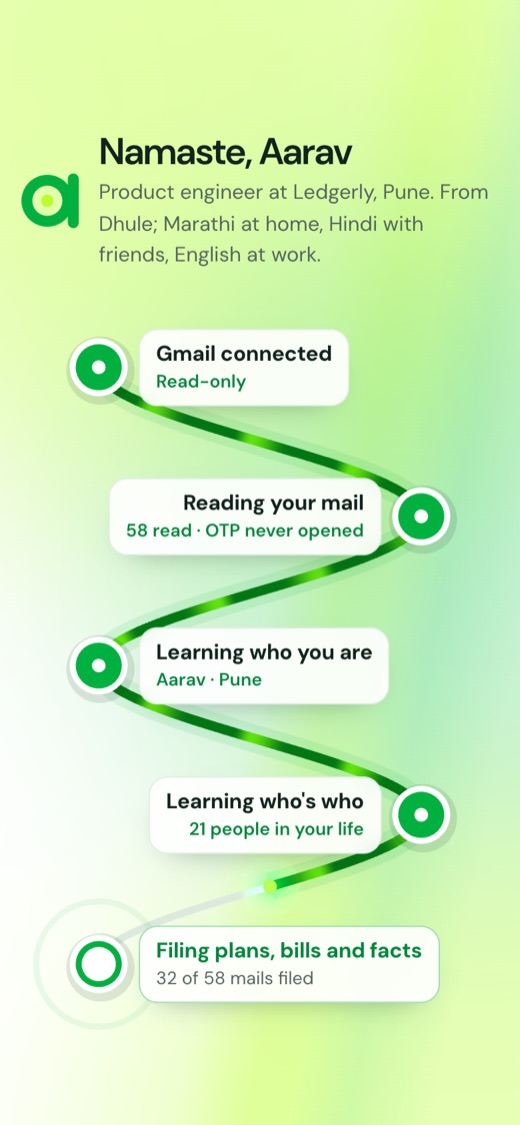 Namaste, Aarav
Product engineer at Ledgerly, Pune. From
Dhule; Marathi at home, Hindi with
friends, English at work.
Gmail connected
Read-only
Reading your mail
58 read · OTP never opened
Learning who you are
Aarav · Pune
Learning who's who
21 people in your life
Filing plans, bills and facts
32 of 58 mails filed